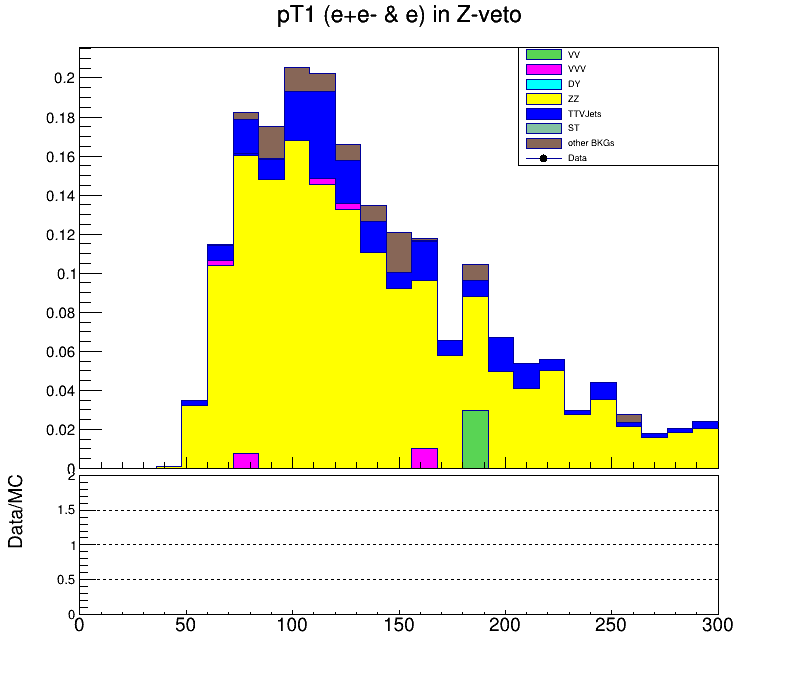 pT1 (e+e- & e) in Z-veto
VV
VVV
DY
ZZ
TTVJets
ST
other BKGs
Data
0.2
0.18
0.16
0.14
0.12
0.1
0.08
0.06
0.04
0.02
0
Data/MC
2
1.5
1
0.5
0
0 50 100 150 200 250 300